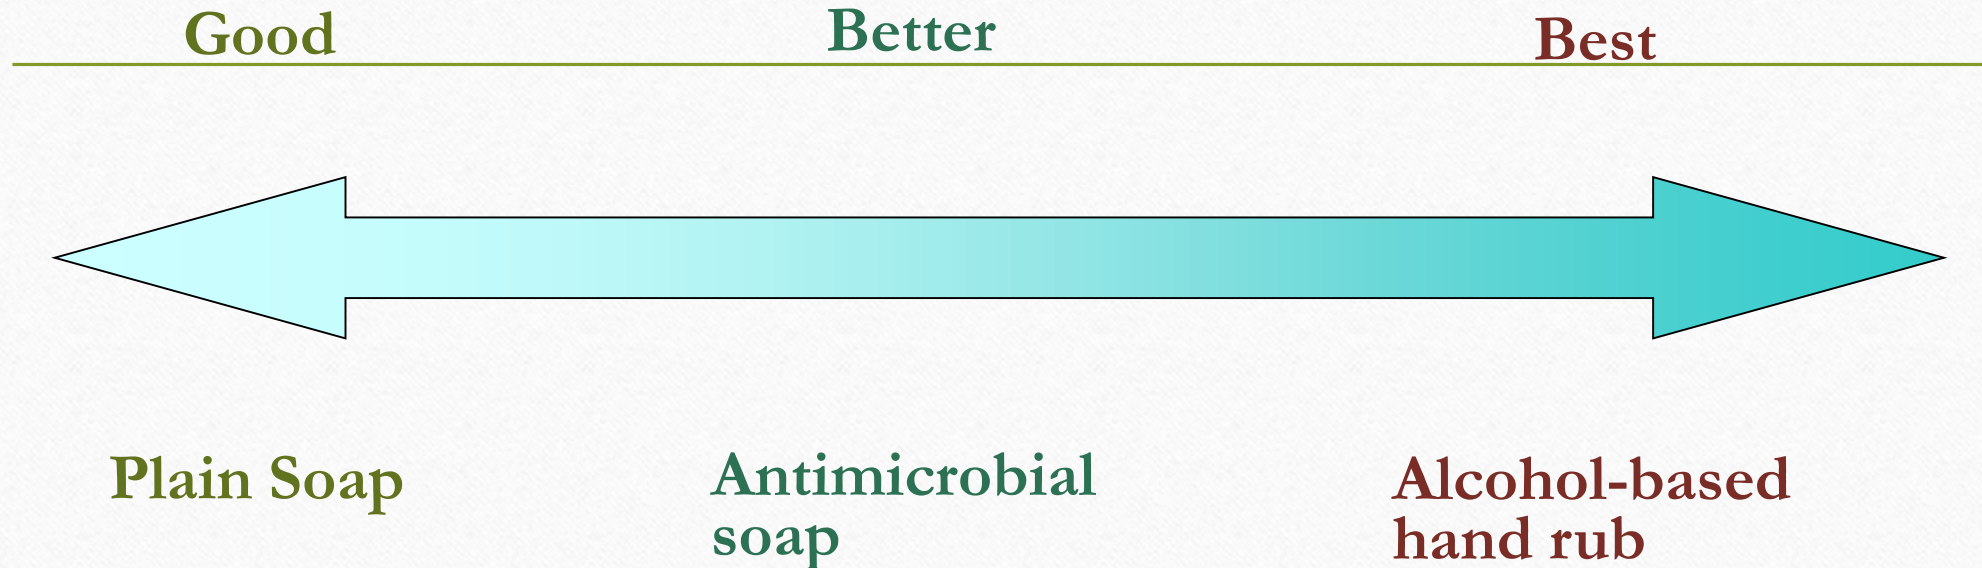 Good
Better
Best
Plain Soap
Antimicrobial
soap
Alcohol-based
hand rub